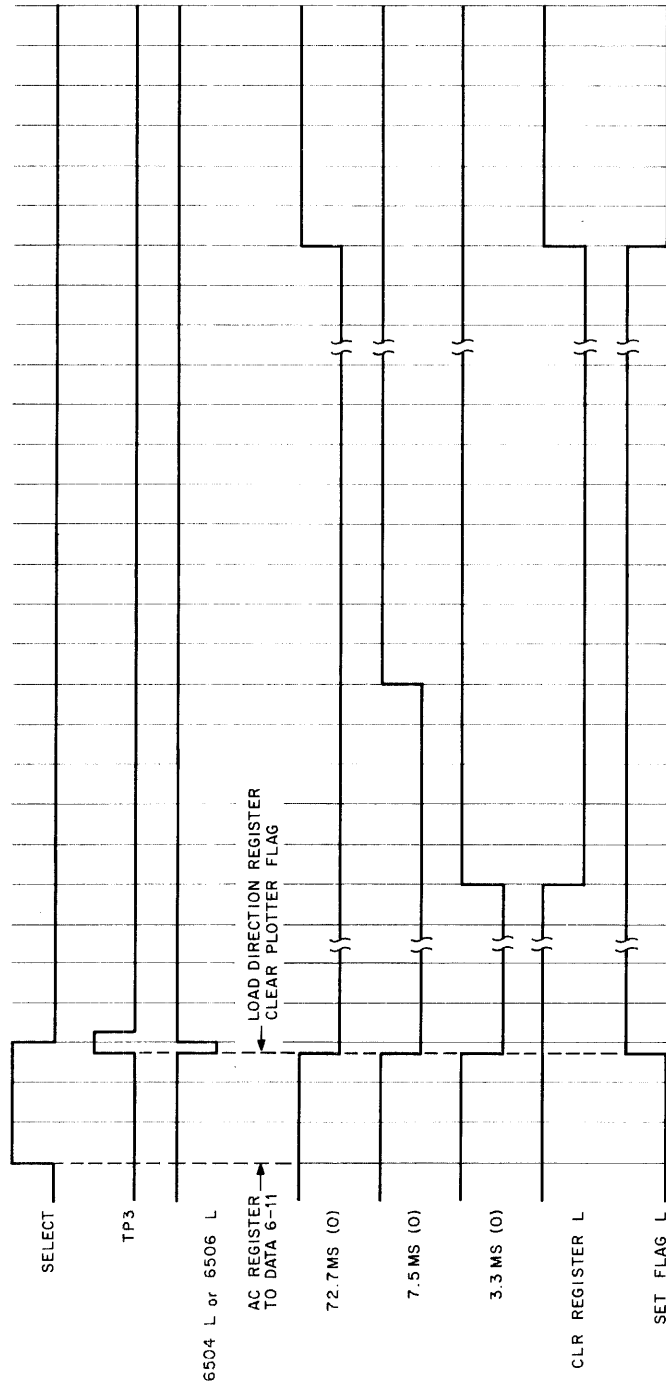 SELECT
TP3
6504 L or 6506 L
AC REGISTER
TO DATA 6-11
LOAD DIRECTION REGISTER
CLEAR PLOTTER FLAG
72.7 MS (0)
7.5 MS (0)
3.3 MS (0)
CLR REGISTER L
SET FLAG L